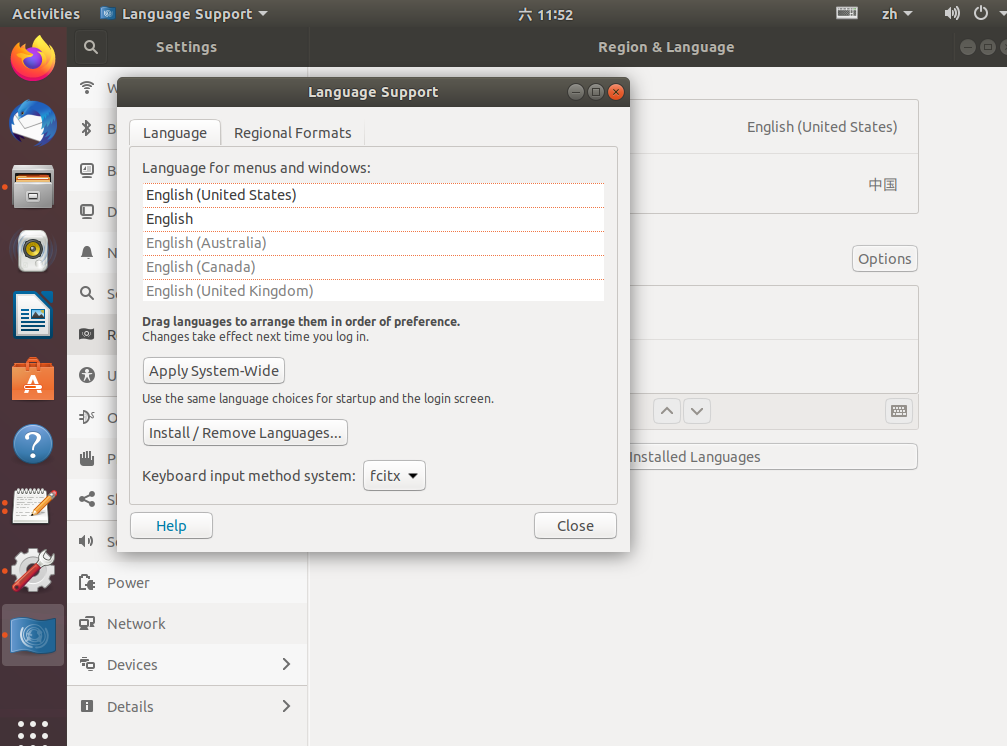 Activities
Language Support
六 11:52
zh
Settings
Region & Language
Language Support
Language
Regional Formats
Language for menus and windows:
English (United States)
English
English (Australia)
English (Canada)
English (United Kingdom)
Drag languages to arrange them in order of preference.
Changes take effect next time you log in.
Apply System-Wide
Use the same language choices for startup and the login screen.
Install / Remove Languages...
Keyboard input method system:
fcitx
Help
Close
English (United States)
中国
Options
Installed Languages
Power
Network
Devices
Details